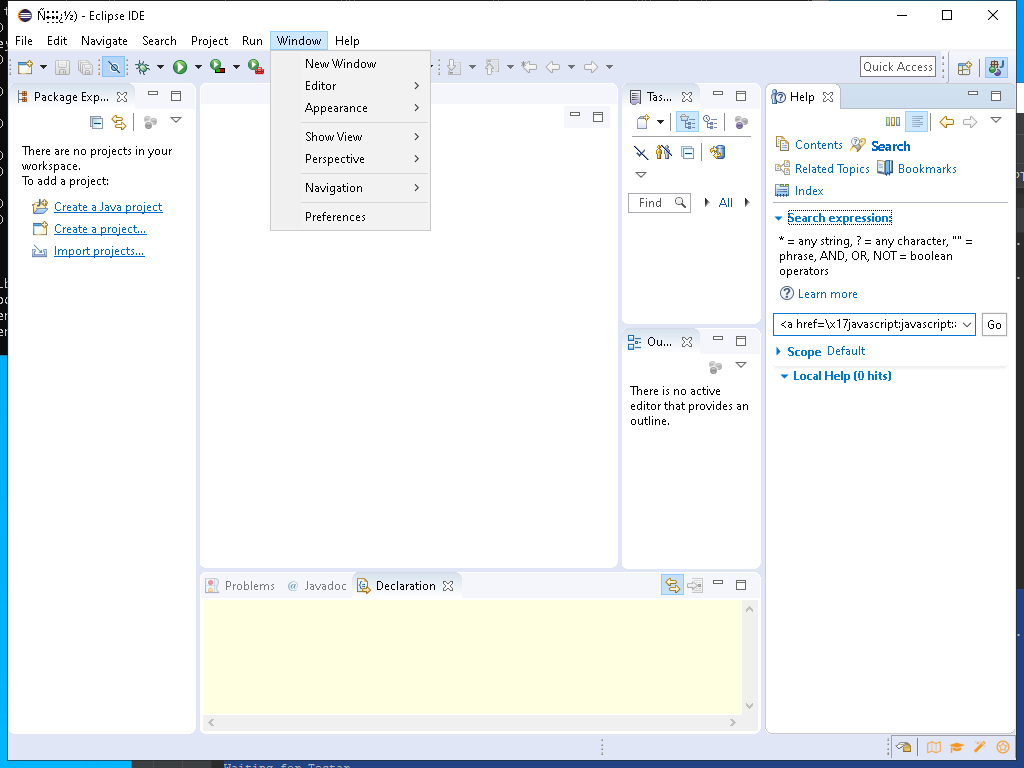 - Eclipse IDE
File Edit Navigate Search Project Run Window Help
New Window
Editor
Appearance
Show View
Perspective
Navigation
Preferences
Quick Access
Package Exp...
There are no projects in your
workspace.
To add a project:
Create a Java project
Create a project...
Import projects...
Tas...
Find
All
Ou...
There is no active
editor that provides an
outline.
Help
Contents Search
Related Topics Bookmarks
Index
Search expression:
* = any string, ? = any character, "" =
phrase, AND, OR, NOT = boolean
operators
Learn more
<a href=\x17javascript:javascript:
Go
Scope Default
Local Help (0 hits)
Problems @ Javadoc Declaration
Waiting for Testar